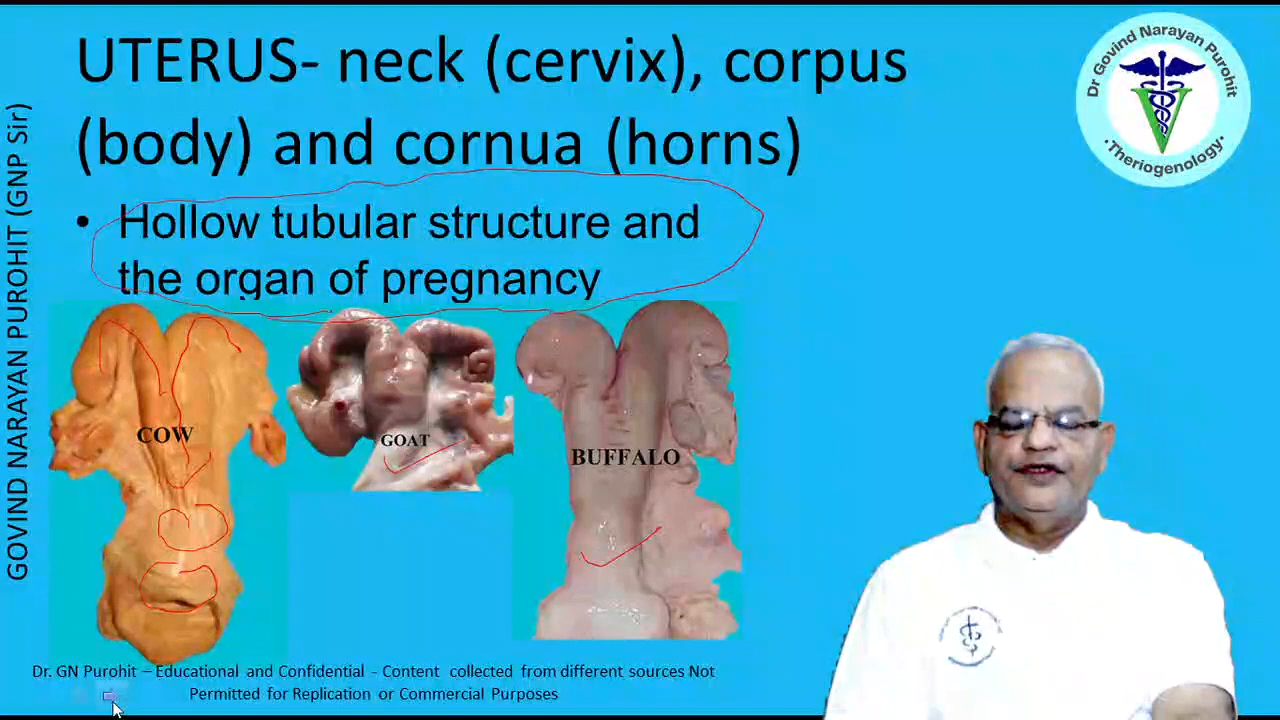 UTERUS- neck (cervix), corpus
(body) and cornua (horns)
• Hollow tubular structure and
the organ of pregnancy
COW
GOAT
BUFFALO
Dr. GN Purohit – Educational and Confidential - Content collected from different sources Not
Permitted for Replication or Commercial Purposes
GOVIND NARAYAN PUROHIT (GNP Sir)
Dr Govind Narayan Purohit
·Theriogenology·